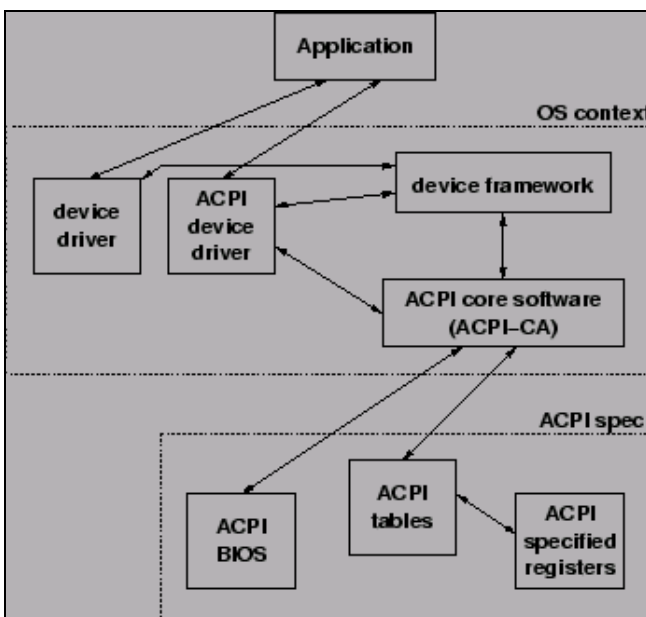 Application
OS context
device
driver
ACPI
device
driver
device framework
ACPI core software
(ACPI–CA)
ACPI spec
ACPI
BIOS
ACPI
tables
ACPI
specified
registers